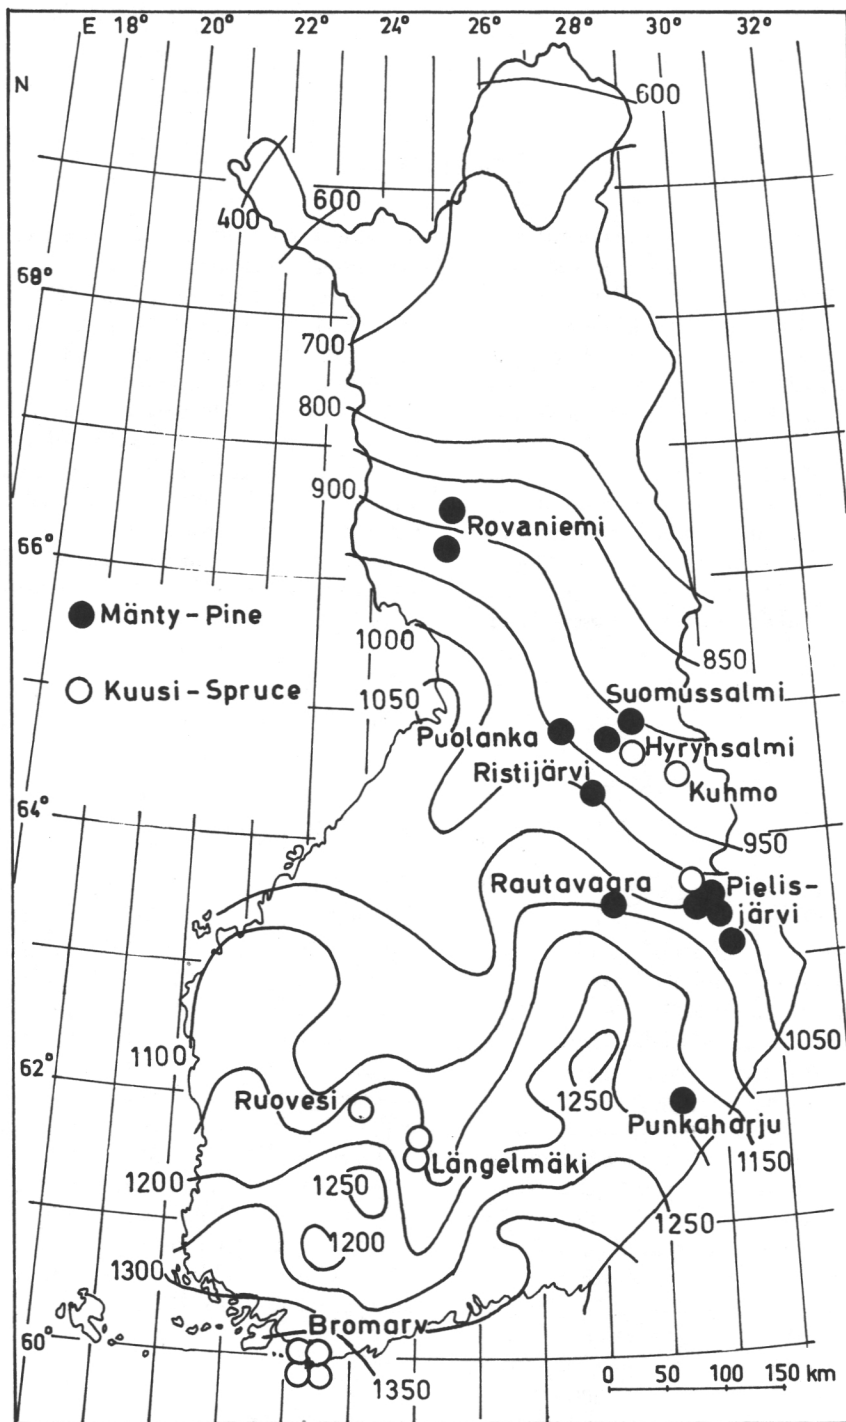 E 18° 20° 22° 24° 26° 28° 30° 32°
N
600
400
600
68°
700
800
900
Rovaniemi
66°
Mänty-Pine
1000
850
Kuusi-Spruce
1050
Suomussalmi
Puolanka
Hyrynsalmi
Ristijärvi
Kuhmo
64°
950
Rautavaara
Pielis-
järvi
1050
1100
62°
Ruovesi
1250
Punkaharju
Längelmäki
1150
1200
1250
1250
1200
1300
Bromarv
60°
1350
0 50 100 150 km